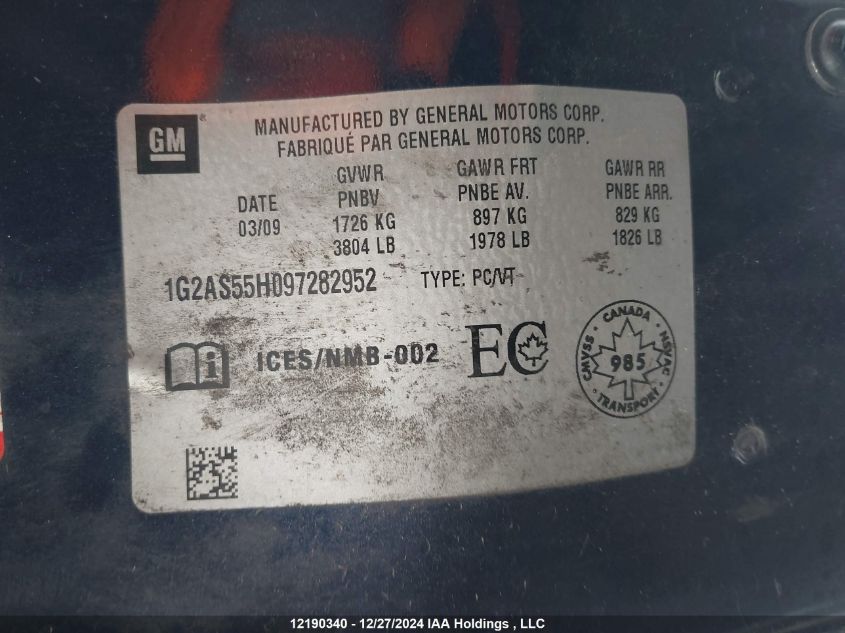 GM
MANUFACTURED BY GENERAL MOTORS CORP.
FABRIQUÉ PAR GENERAL MOTORS CORP.
DATE GVWR GAWR FRT GAWR RR
PNBV PNBE AV. PNBE ARR.
03/09 1726 KG 897 KG 829 KG
3804 LB 1978 LB 1826 LB
1G2AS55H097282952 TYPE: PC/VT
i ICES/NMB-002 EC
CANADA
CMVSS 985 NSVAC
TRANSPORT
12190340 - 12/27/2024 IAA Holdings , LLC